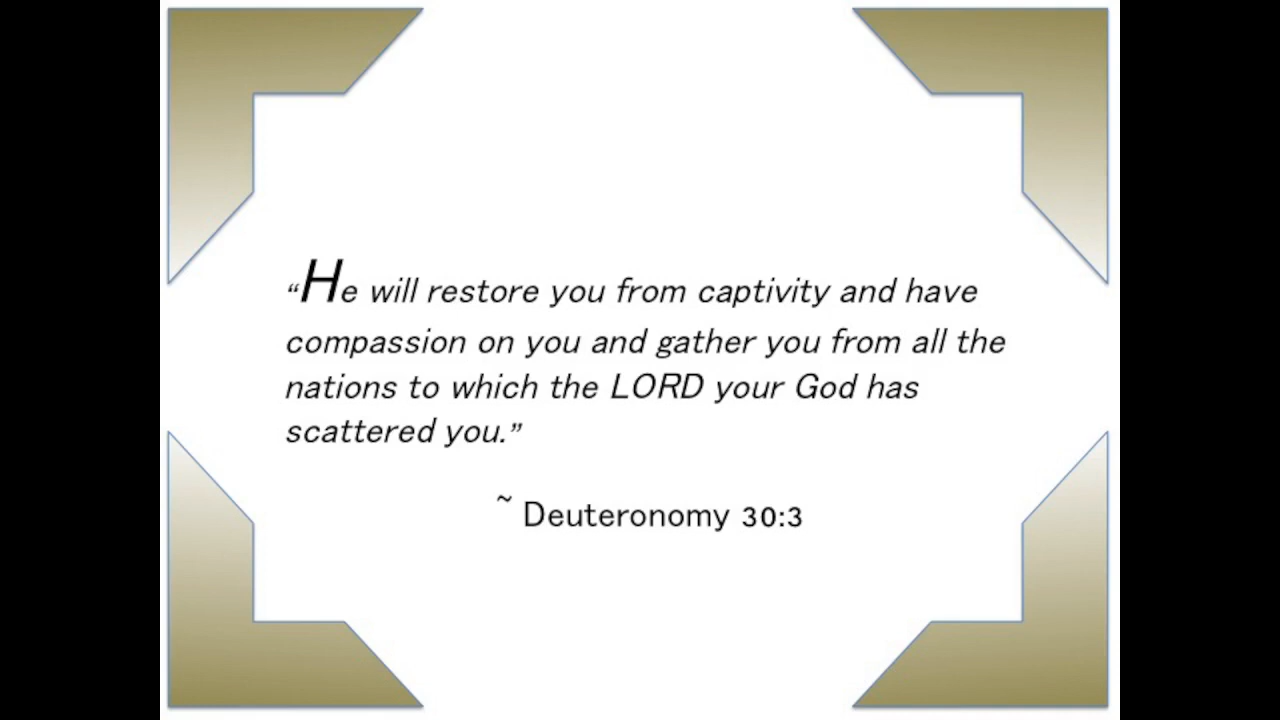 “He will restore you from captivity and have
compassion on you and gather you from all the
nations to which the LORD your God has
scattered you.”
~ Deuteronomy 30:3